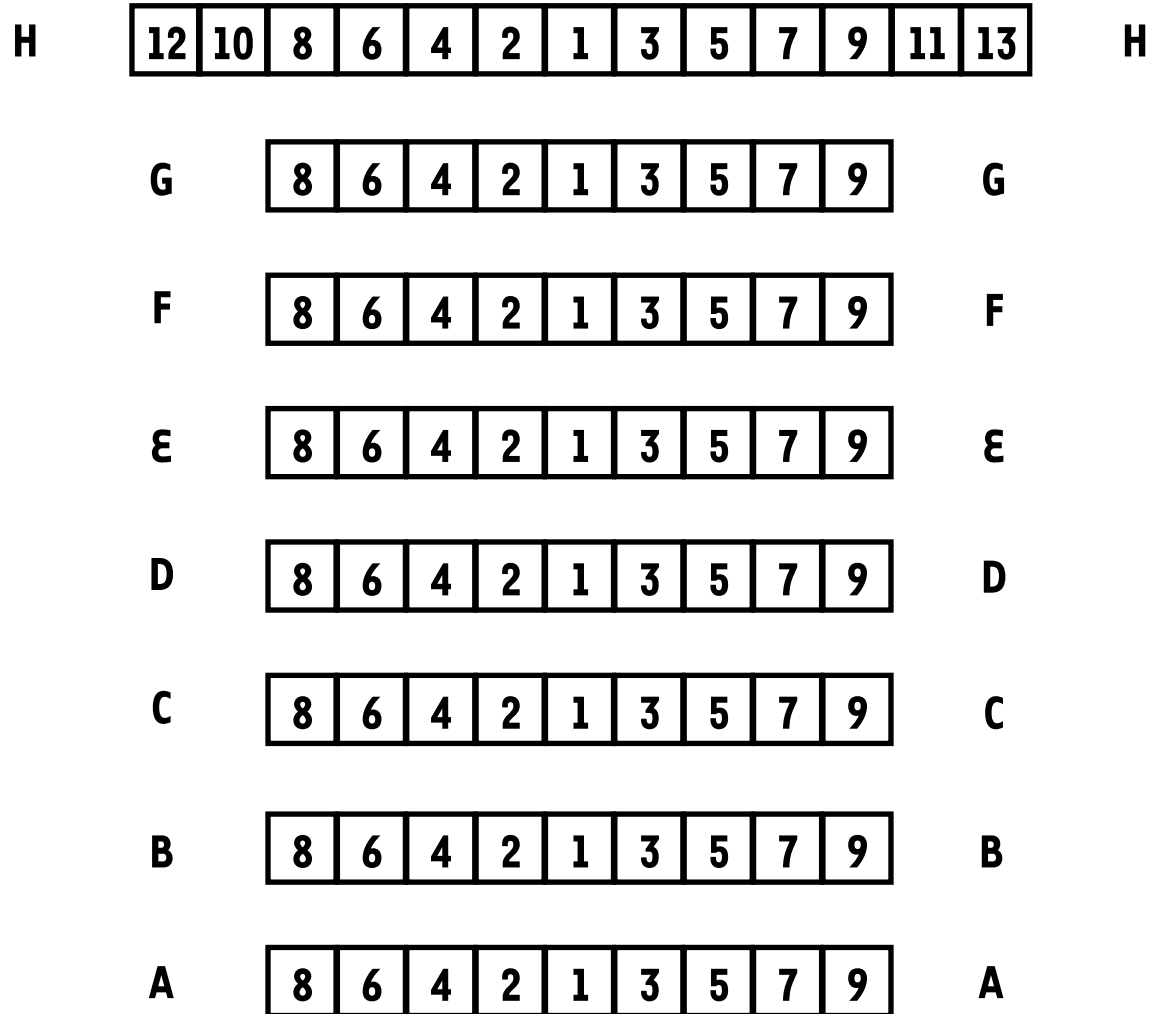 H 12 10 8 6 4 2 1 3 5 7 9 11 13 H
G 8 6 4 2 1 3 5 7 9 G
F 8 6 4 2 1 3 5 7 9 F
Ɛ 8 6 4 2 1 3 5 7 9 Ɛ
D 8 6 4 2 1 3 5 7 9 D
C 8 6 4 2 1 3 5 7 9 C
B 8 6 4 2 1 3 5 7 9 B
A 8 6 4 2 1 3 5 7 9 A